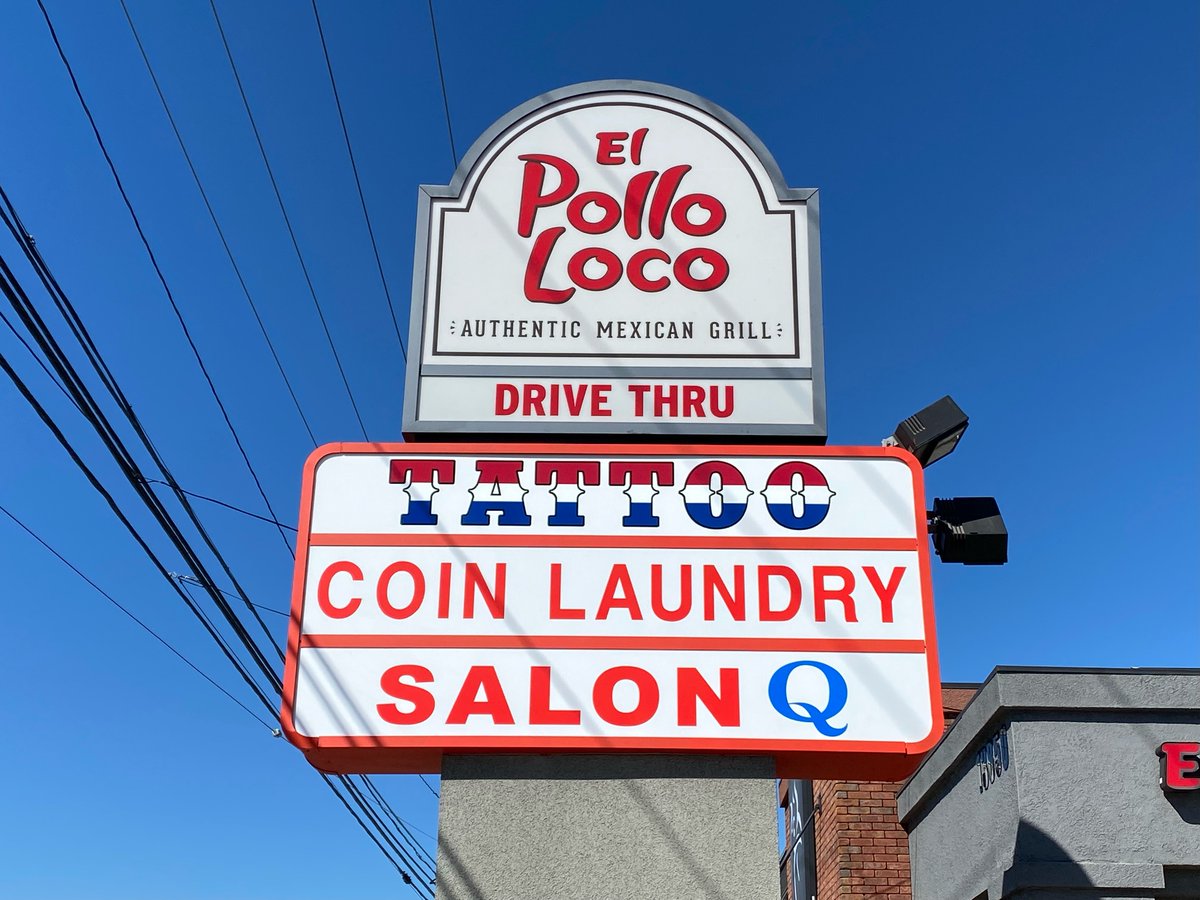 El
Pollo
Loco
AUTHENTIC MEXICAN GRILL
DRIVE THRU
TATTOO
COIN LAUNDRY
SALON Q
E